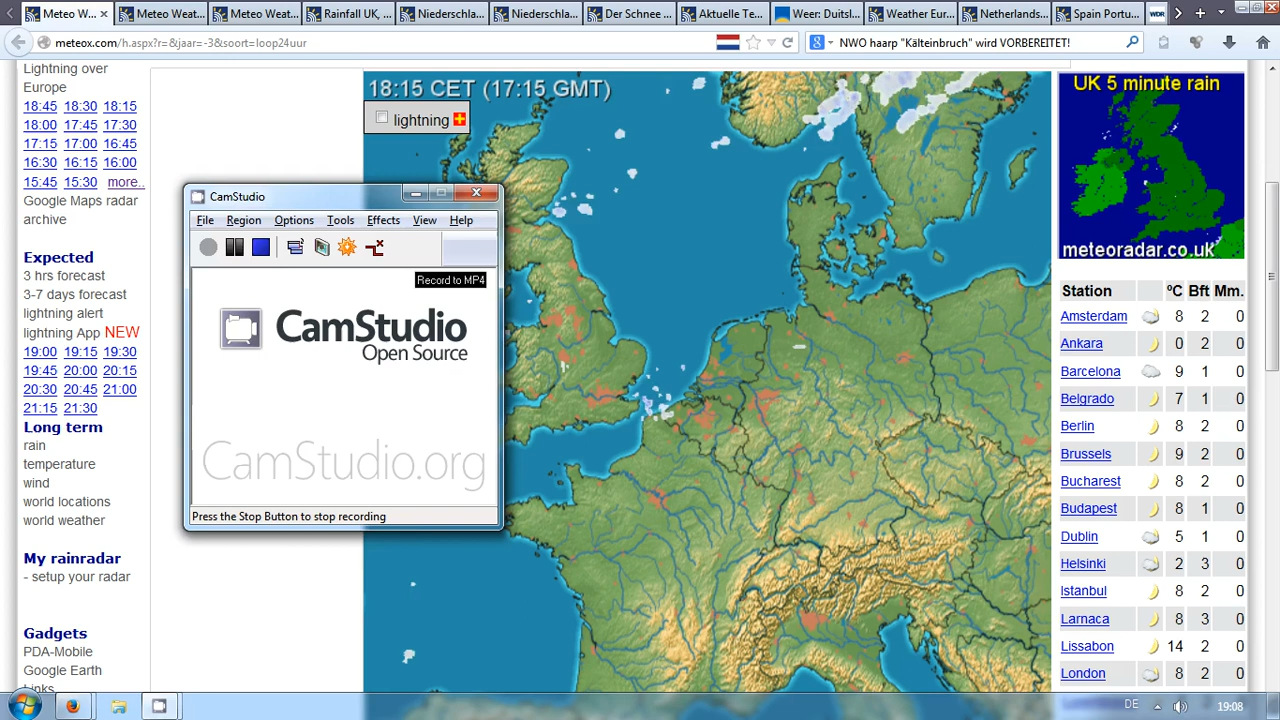 Meteo W...
Meteo Weat...
Meteo Weat...
Rainfall UK, ...
Niederschla...
Niederschla...
Der Schnee ...
Aktuelle Te...
Weer: Duitsl...
Weather Eur...
Netherlands...
Spain Portu...
WDR
meteox.com/h.aspx?r=&jaar=-3&soort=loop24uur
NWO haarp "Kälteinbruch" wird VORBEREITET!
Lightning over
Europe
18:45 18:30 18:15
18:00 17:45 17:30
17:15 17:00 16:45
16:30 16:15 16:00
15:45 15:30 more..
Google Maps radar
archive
Expected
3 hrs forecast
3-7 days forecast
lightning alert
lightning App NEW
19:00 19:15 19:30
19:45 20:00 20:15
20:30 20:45 21:00
21:15 21:30
Long term
rain
temperature
wind
world locations
world weather
My rainradar
- setup your radar
Gadgets
PDA-Mobile
Google Earth
Links
18:15 CET (17:15 GMT)
lightning
CamStudio
File Region Options Tools Effects View Help
Record to MP4
CamStudio
Open Source
CamStudio.org
Press the Stop Button to stop recording
UK 5 minute rain
meteoradar.co.uk
Station ºC Bft Mm.
Amsterdam 8 2 0
Ankara 0 2 0
Barcelona 9 1 0
Belgrado 7 1 0
Berlin 8 2 0
Brussels 9 2 0
Bucharest 8 2 0
Budapest 8 1 0
Dublin 5 1 0
Helsinki 2 3 0
Istanbul 8 2 0
Larnaca 8 3 0
Lissabon 14 2 0
London 8 2 0
DE
19:08